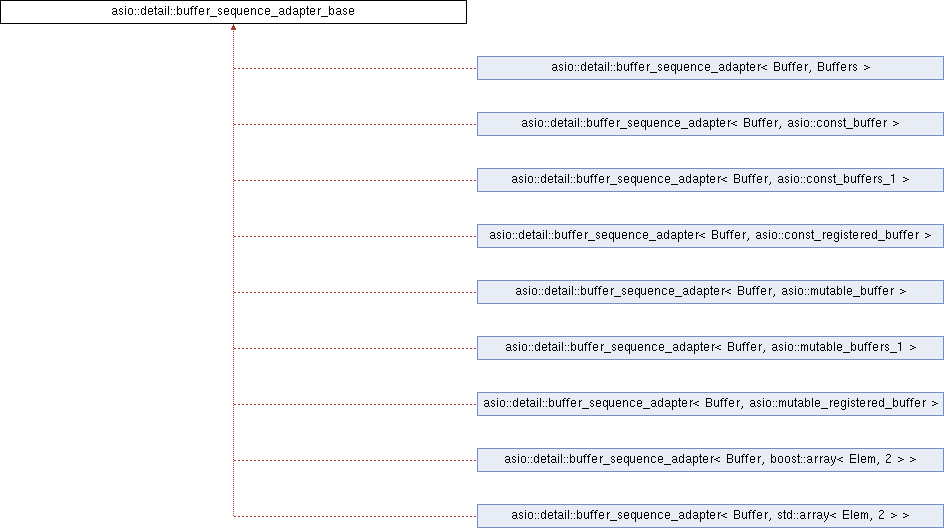 asio::detail::buffer_sequence_adapter_base
asio::detail::buffer_sequence_adapter< Buffer, Buffers >
asio::detail::buffer_sequence_adapter< Buffer, asio::const_buffer >
asio::detail::buffer_sequence_adapter< Buffer, asio::const_buffers_1 >
asio::detail::buffer_sequence_adapter< Buffer, asio::const_registered_buffer >
asio::detail::buffer_sequence_adapter< Buffer, asio::mutable_buffer >
asio::detail::buffer_sequence_adapter< Buffer, asio::mutable_buffers_1 >
asio::detail::buffer_sequence_adapter< Buffer, asio::mutable_registered_buffer >
asio::detail::buffer_sequence_adapter< Buffer, boost::array< Elem, 2 > >
asio::detail::buffer_sequence_adapter< Buffer, std::array< Elem, 2 > >